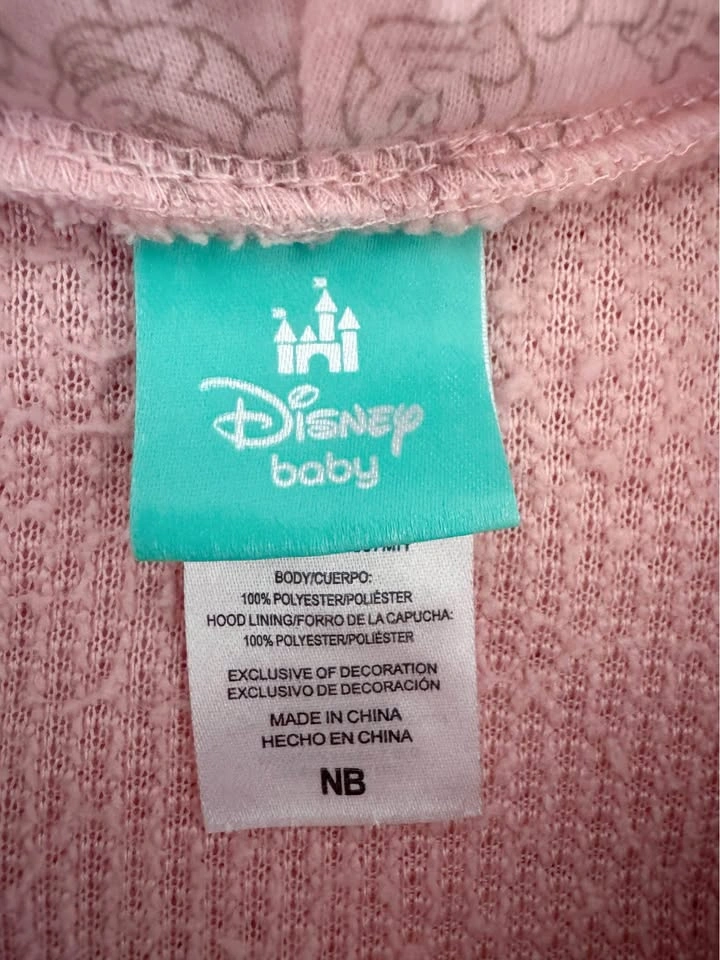 Disney
baby
BODY/CUERPO:
100% POLYESTER/POLIÉSTER
HOOD LINING/FORRO DE LA CAPUCHA:
100% POLYESTER/POLIÉSTER
EXCLUSIVE OF DECORATION
EXCLUSIVO DE DECORACIÓN
MADE IN CHINA
HECHO EN CHINA
NB